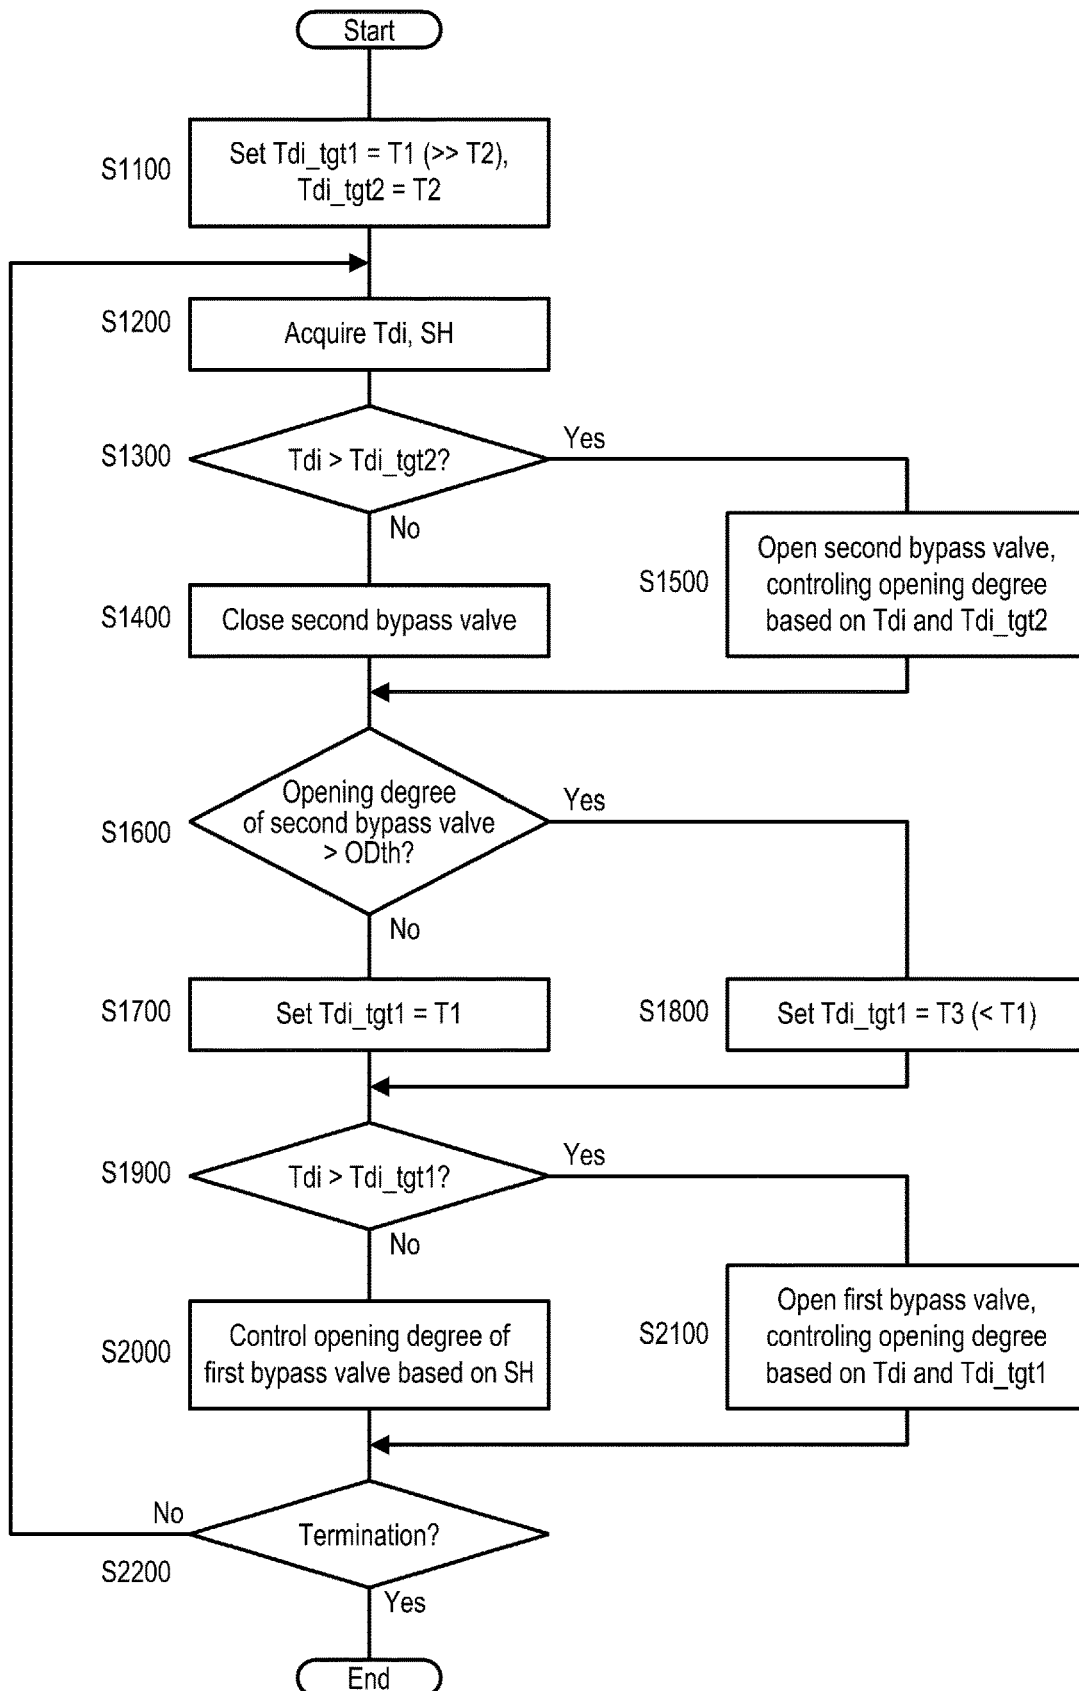 Start
S1100
Set Tdi_tgt1 = T1 (>> T2),
Tdi_tgt2 = T2
S1200
Acquire Tdi, SH
S1300
Tdi > Tdi_tgt2?
Yes
No
S1400
Close second bypass valve
S1500
Open second bypass valve,
controling opening degree
based on Tdi and Tdi_tgt2
S1600
Opening degree
of second bypass valve
> ODth?
Yes
No
S1700
Set Tdi_tgt1 = T1
S1800
Set Tdi_tgt1 = T3 (< T1)
S1900
Tdi > Tdi_tgt1?
Yes
No
S2000
Control opening degree of
first bypass valve based on SH
S2100
Open first bypass valve,
controling opening degree
based on Tdi and Tdi_tgt1
No
Termination?
S2200
Yes
End